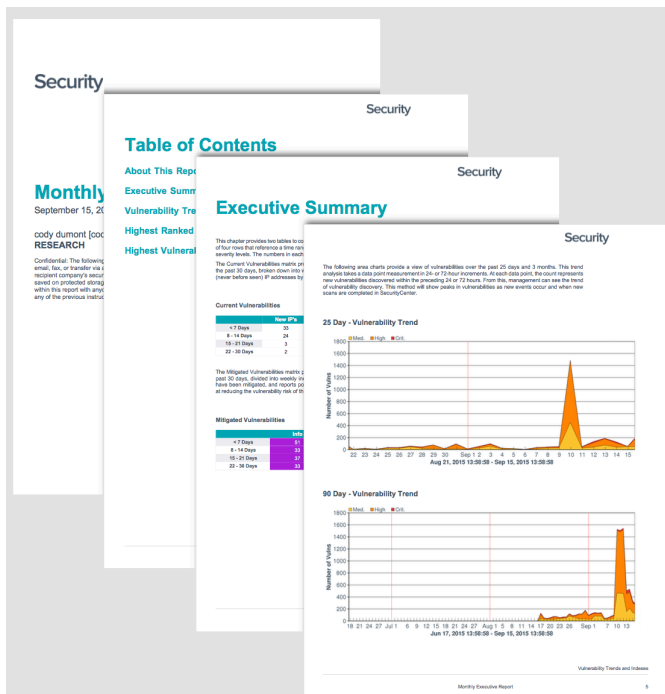 Security
Monthly
September 15, 20
cody dumont [coc
RESEARCH
Confidential: The following
email, fax, or transfer via a
recipient company's secur
saved on protected storag
within this report with anyo
any of the previous instruc
Security
Table of Contents
About This Repo
Executive Summ
Vulnerability Tre
Highest Ranked
Highest Vulneral
Security
Executive Summary
This chapter provides two tables to co
of four rows that reference a time ran
severity levels. The numbers in each
The Current Vulnerabilities matrix pro
the past 30 days, broken down into w
(never before seen) IP addresses by
Current Vulnerabilities
New IP's
< 7 Days 33
8 - 14 Days 24
15 - 21 Days 3
22 - 30 Days 2
The Mitigated Vulnerabilities matrix p
past 30 days, divided into weekly inc
have been mitigated, and reports po
at reducing the vulnerability risk of th
Mitigated Vulnerabilities
Info
< 7 Days 51
8 - 14 Days 33
15 - 21 Days 37
22 - 30 Days 33
Security
The following area charts provide a view of vulnerabilities over the past 25 days and 3 months. This trend
analysis takes a data point measurement in 24- or 72-hour increments. At each data point, the count represents
new vulnerabilities discovered within the preceding 24 or 72 hours. From this, management can see the trend
of vulnerability discovery. This method will show peaks in vulnerabilities as new events occur and when new
scans are completed in SecurityCenter.
25 Day - Vulnerability Trend
Med. High Crit.
1800
1600
1400
1200
1000
800
600
400
200
0
Number of Vulns
22 23 24 25 26 27 28 29 30 Sep 1 2 3 4 5 6 7 8 9 10 11 12 13 14 15
Aug 21, 2015 13:58:58 - Sep 15, 2015 13:58:58
90 Day - Vulnerability Trend
Med. High Crit.
1800
1600
1400
1200
1000
800
600
400
200
0
Number of Vulns
18 21 24 27 Jul 1 6 9 12 15 18 21 24 27 Aug 1 5 8 11 14 17 20 23 26 Sep 1 7 10 13
Jun 17, 2015 13:58:58 - Sep 15, 2015 13:58:58
Vulnerability Trends and Indexes
Monthly Executive Report 5